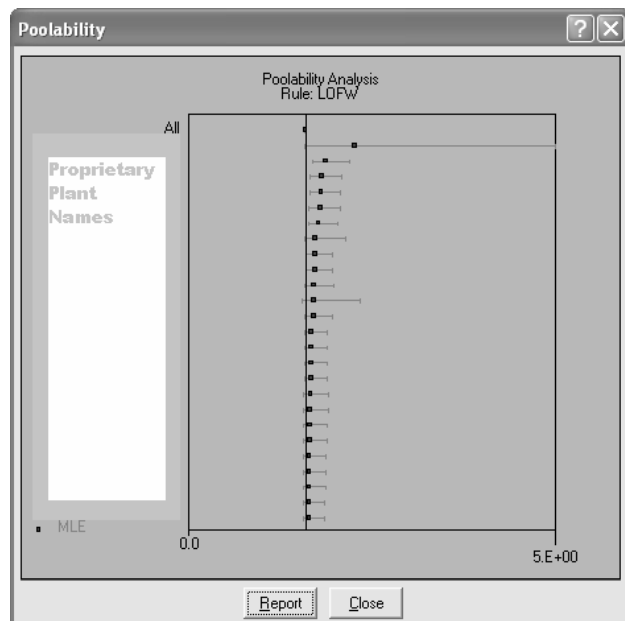 Poolability
Poolability Analysis
Rule: LOFW
All
Proprietary
Plant
Names
MLE
0.0
5.E+00
Report
Close